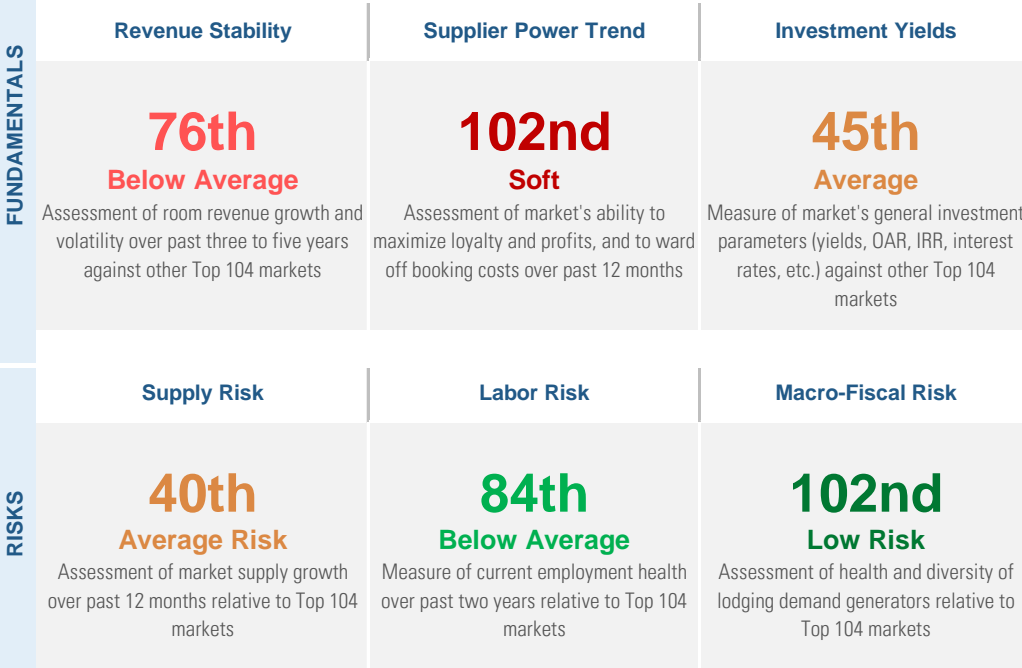 FUNDAMENTALS
Revenue Stability
76th
Below Average
Assessment of room revenue growth and
volatility over past three to five years
against other Top 104 markets
Supplier Power Trend
102nd
Soft
Assessment of market's ability to
maximize loyalty and profits, and to ward
off booking costs over past 12 months
Investment Yields
45th
Average
Measure of market's general investment
parameters (yields, OAR, IRR, interest
rates, etc.) against other Top 104
markets
RISKS
Supply Risk
40th
Average Risk
Assessment of market supply growth
over past 12 months relative to Top 104
markets
Labor Risk
84th
Below Average
Measure of current employment health
over past two years relative to Top 104
markets
Macro-Fiscal Risk
102nd
Low Risk
Assessment of health and diversity of
lodging demand generators relative to
Top 104 markets